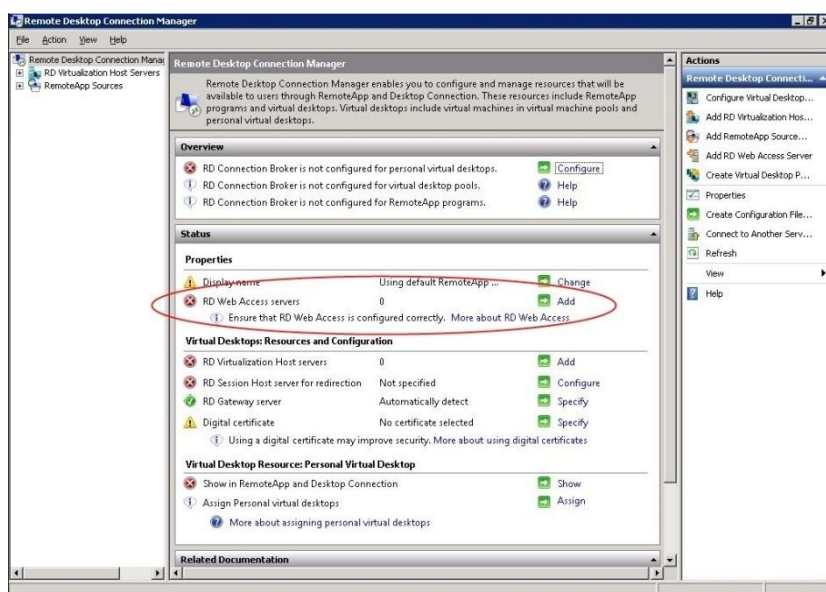 Remote Desktop Connection Manager
File Action View Help
Remote Desktop Connection Manag
RD Virtualization Host Servers
RemoteApp Sources
Remote Desktop Connection Manager
Remote Desktop Connection Manager enables you to configure and manage resources that will be
available to users through RemoteApp and Desktop Connection. These resources include RemoteApp
programs and virtual desktops. Virtual desktops include virtual machines in virtual machine pools and
personal virtual desktops.
Overview
RD Connection Broker is not configured for personal virtual desktops. Configure
RD Connection Broker is not configured for virtual desktop pools. Help
RD Connection Broker is not configured for RemoteApp programs. Help
Status
Properties
Display name Using default RemoteApp ... Change
RD Web Access servers 0 Add
Ensure that RD Web Access is configured correctly. More about RD Web Access
Virtual Desktops: Resources and Configuration
RD Virtualization Host servers 0 Add
RD Session Host server for redirection Not specified Configure
RD Gateway server Automatically detect Specify
Digital certificate No certificate selected Specify
Using a digital certificate may improve security. More about using digital certificates
Virtual Desktop Resource: Personal Virtual Desktop
Show in RemoteApp and Desktop Connection Show
Assign Personal virtual desktops Assign
More about assigning personal virtual desktops
Related Documentation
Actions
Remote Desktop Connecti...
Configure Virtual Desktop...
Add RD Virtualization Hos...
Add RemoteApp Source...
Add RD Web Access Server
Create Virtual Desktop P...
Properties
Create Configuration File...
Connect to Another Serv...
Refresh
View
Help